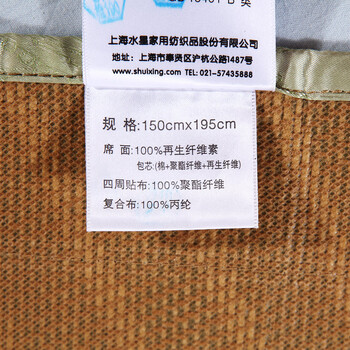 上海水星家用纺织品股份有限公司
地址：上海市奉贤区沪杭公路1487号
www.shuixing.com TEL:021-57435888
规 格:150cmx195cm
席 面:100%再生纤维素
包芯:(棉+聚酯纤维+再生纤维)
四周贴布:100%聚酯纤维
复合布:100%丙纶